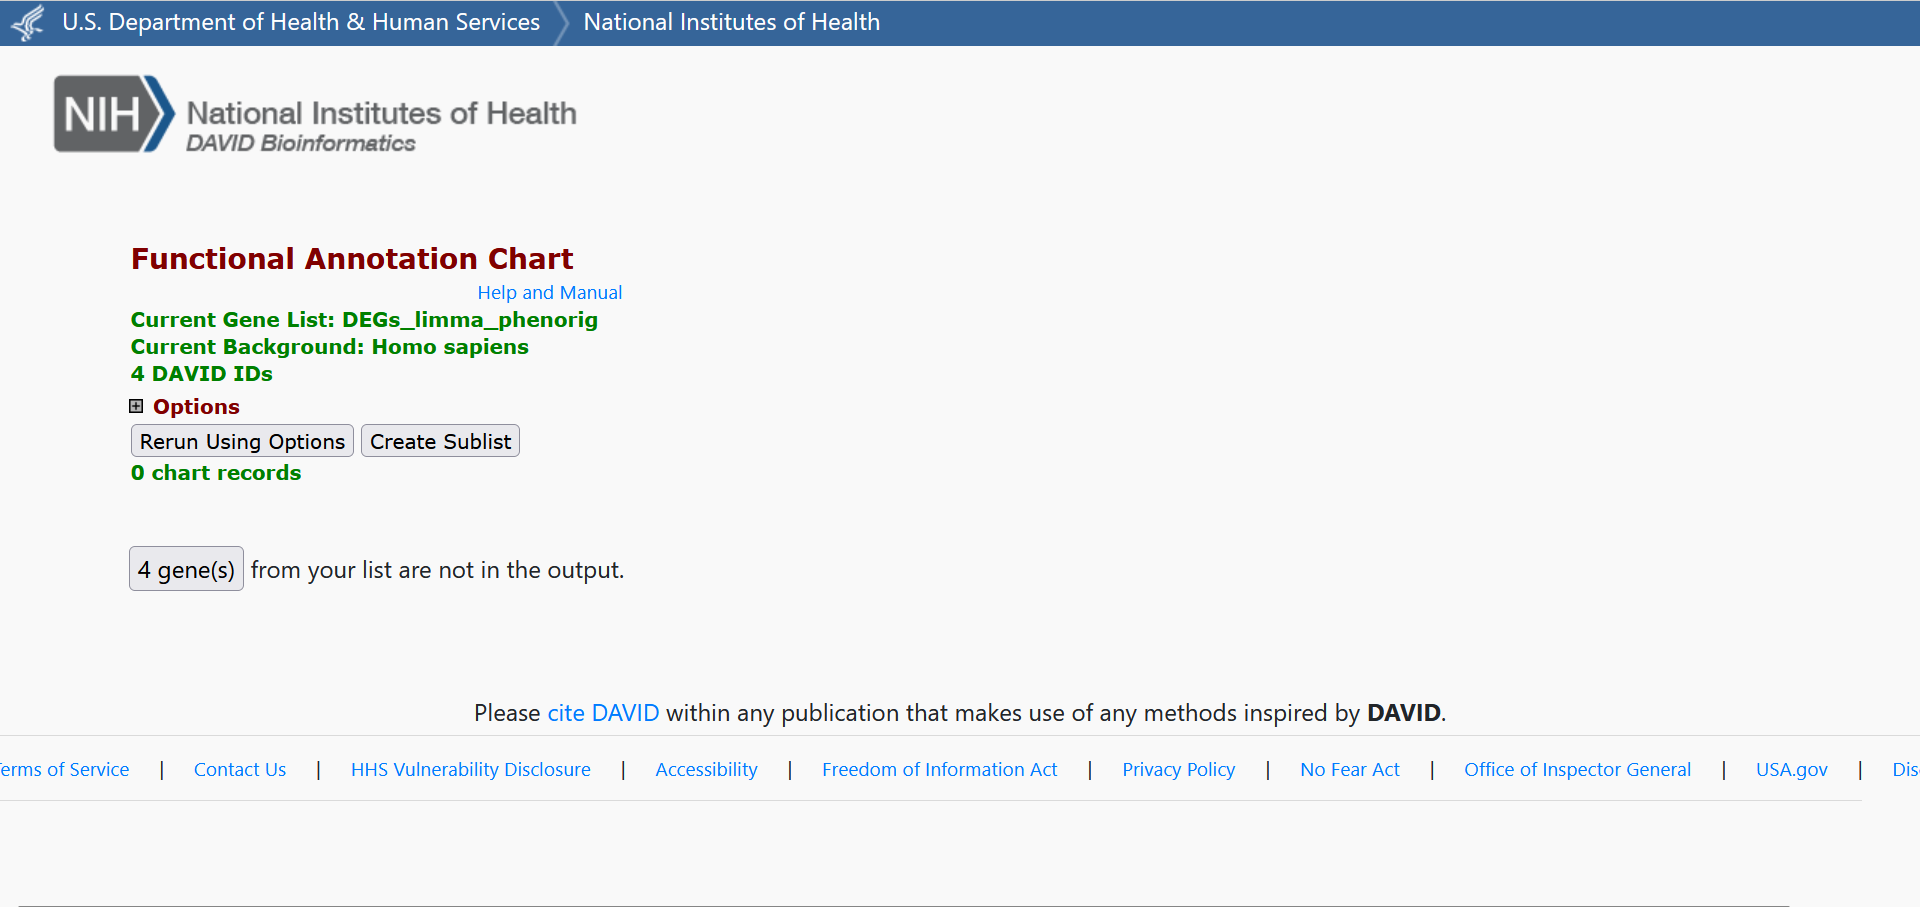 U.S. Department of Health & Human Services National Institutes of Health
NIH National Institutes of Health
DAVID Bioinformatics
Functional Annotation Chart
Help and Manual
Current Gene List: DEGs_limma_phenorig
Current Background: Homo sapiens
4 DAVID IDs
Options
Rerun Using Options Create Sublist
0 chart records
4 gene(s) from your list are not in the output.
Please cite DAVID within any publication that makes use of any methods inspired by DAVID.
erms of Service | Contact Us | HHS Vulnerability Disclosure | Accessibility | Freedom of Information Act | Privacy Policy | No Fear Act | Office of Inspector General | USA.gov | Dis